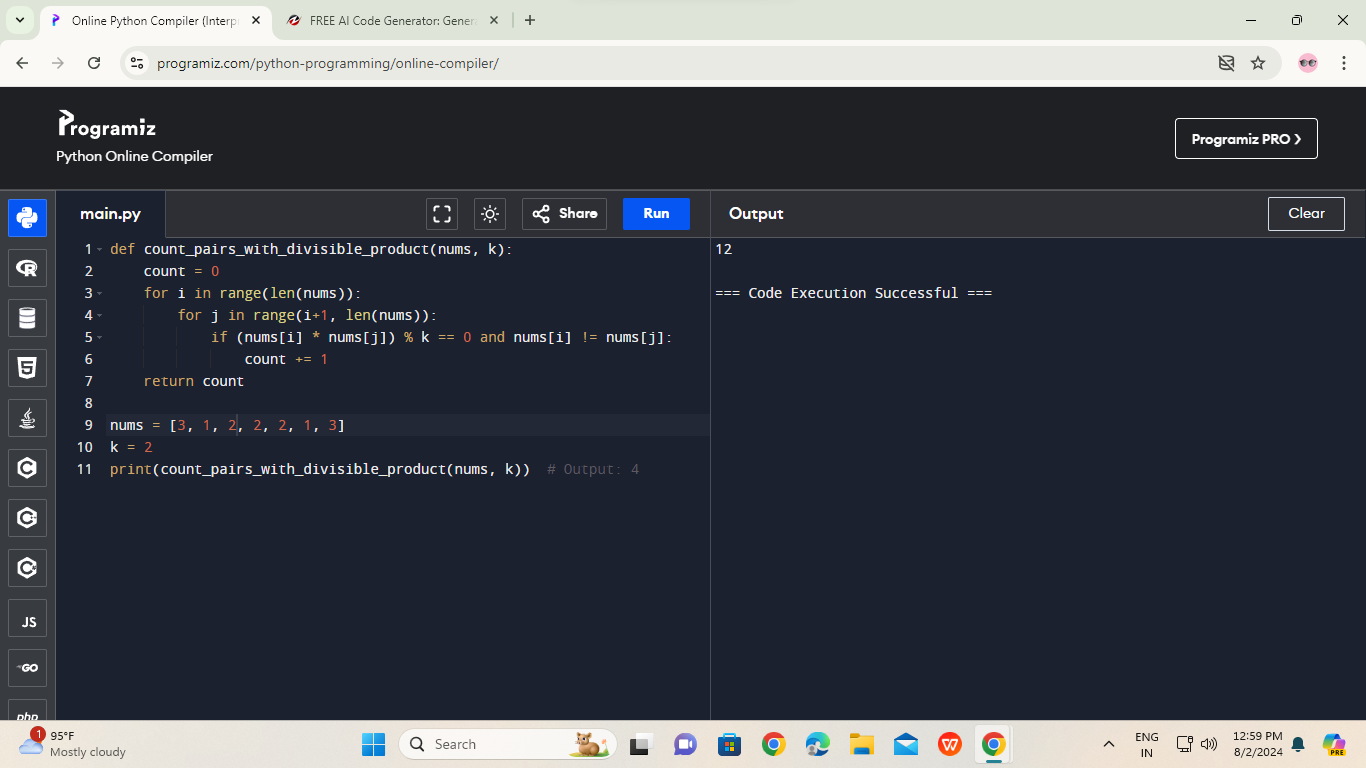 Online Python Compiler (Interp
FREE AI Code Generator: Gener
programiz.com/python-programming/online-compiler/
Programiz
Python Online Compiler
Programiz PRO ❯
main.py
Share
Run
Output
Clear
1 def count_pairs_with_divisible_product(nums, k):
2 count = 0
3 for i in range(len(nums)):
4 for j in range(i+1, len(nums)):
5 if (nums[i] * nums[j]) % k == 0 and nums[i] != nums[j]:
6 count += 1
7 return count
8
9 nums = [3, 1, 2, 2, 2, 1, 3]
10 k = 2
11 print(count_pairs_with_divisible_product(nums, k))  # Output: 4
12
=== Code Execution Successful ===
R
5
C
C
C
JS
GO
php
1
95°F
Mostly cloudy
Search
W
ENG
IN
12:59 PM
8/2/2024
PRE